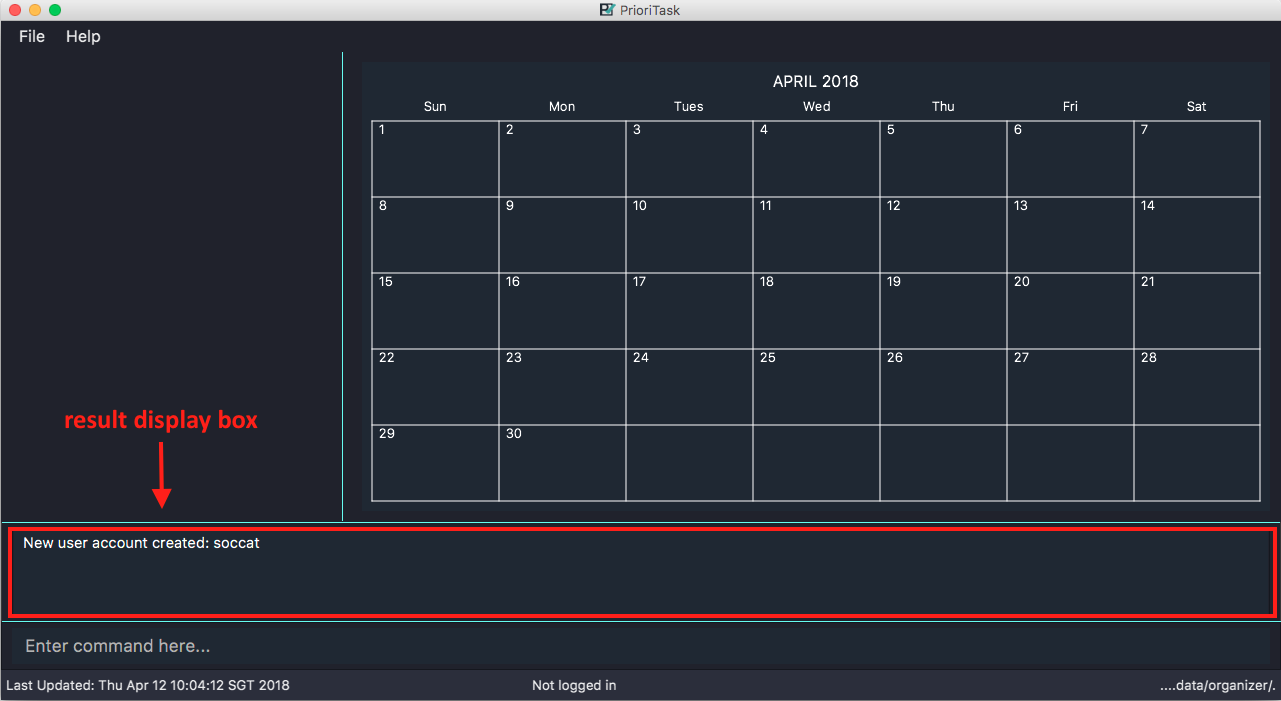 PrioriTask
File Help
APRIL 2018
Sun Mon Tues Wed Thu Fri Sat
1 2 3 4 5 6 7
8 9 10 11 12 13 14
15 16 17 18 19 20 21
22 23 24 25 26 27 28
29 30
result display box
New user account created: soccat
Enter command here...
Last Updated: Thu Apr 12 10:04:12 SGT 2018 Not logged in ....data/organizer/.